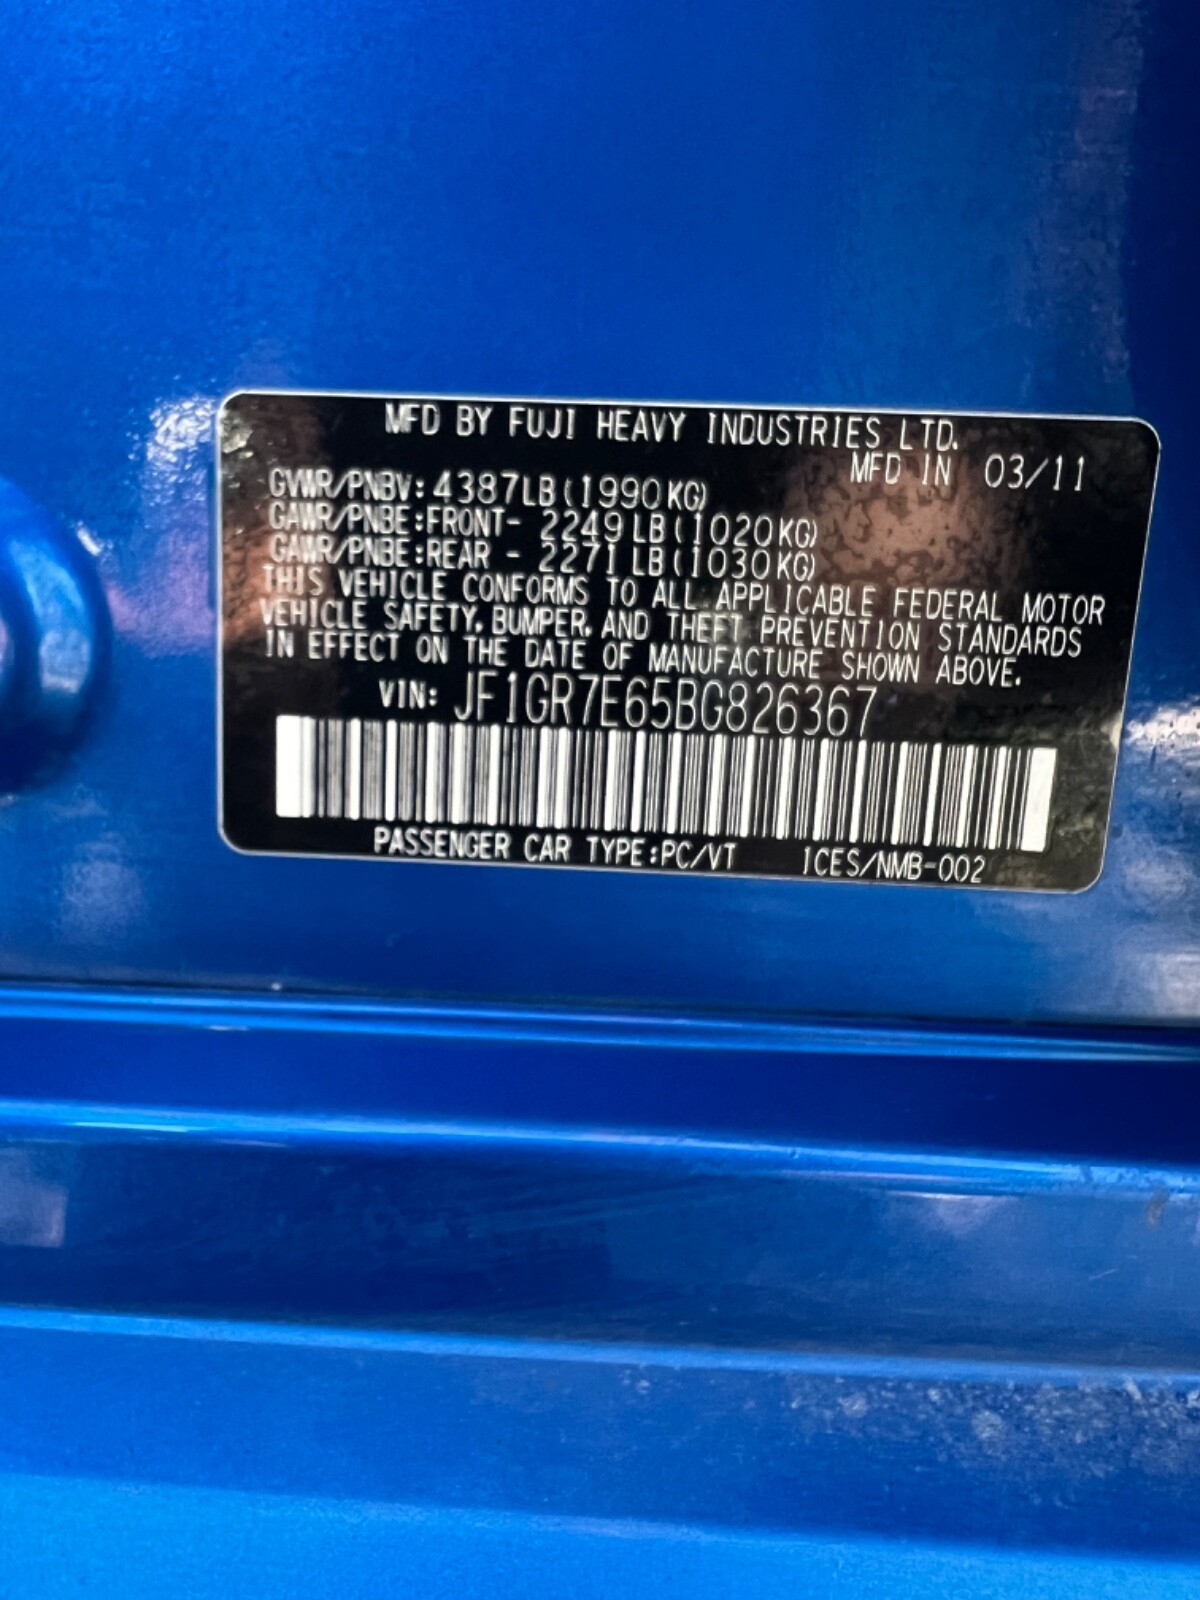 MFD BY FUJI HEAVY INDUSTRIES LTD.
MFD IN 03/11
GVWR/PNBV: 4387LB (1990KG)
GAWR/PNBE:FRONT- 2249LB (1020KG)
GAWR/PNBE:REAR - 2271LB (1030KG)
THIS VEHICLE CONFORMS TO ALL APPLICABLE FEDERAL MOTOR
VEHICLE SAFETY, BUMPER, AND THEFT PREVENTION STANDARDS
IN EFFECT ON THE DATE OF MANUFACTURE SHOWN ABOVE.
VIN: JF1GR7E65BG826367
PASSENGER CAR TYPE:PC/VT ICES/NMB-002